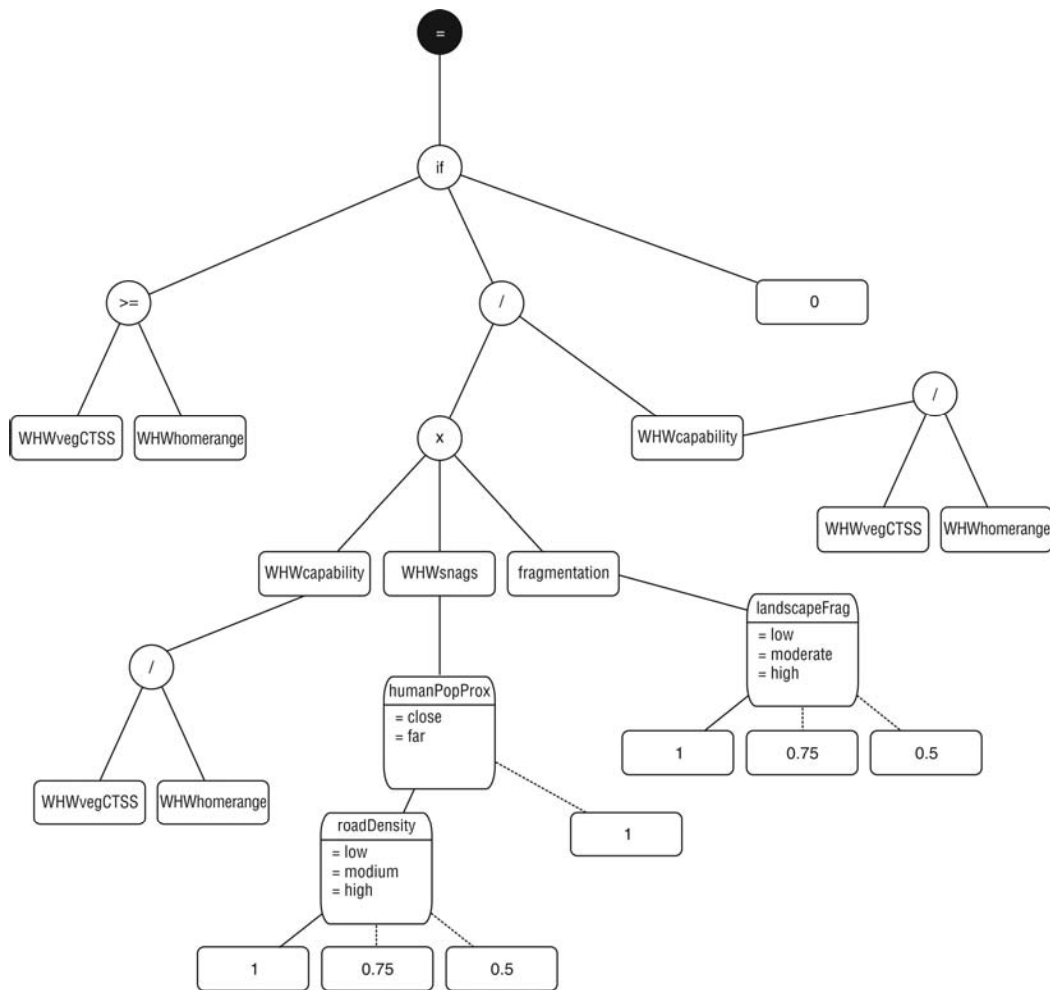 =
if
>=
/
0
/
WHWvegCTSS
WHWhomerange
x
WHWcapability
WHWvegCTSS
WHWhomerange
WHWcapability
WHWsnags
fragmentation
landscapeFrag
= low
= moderate
= high
/
humanPopProx
= close
= far
1
0.75
0.5
WHWvegCTSS
WHWhomerange
1
roadDensity
= low
= modium
= high
1
0.75
0.5